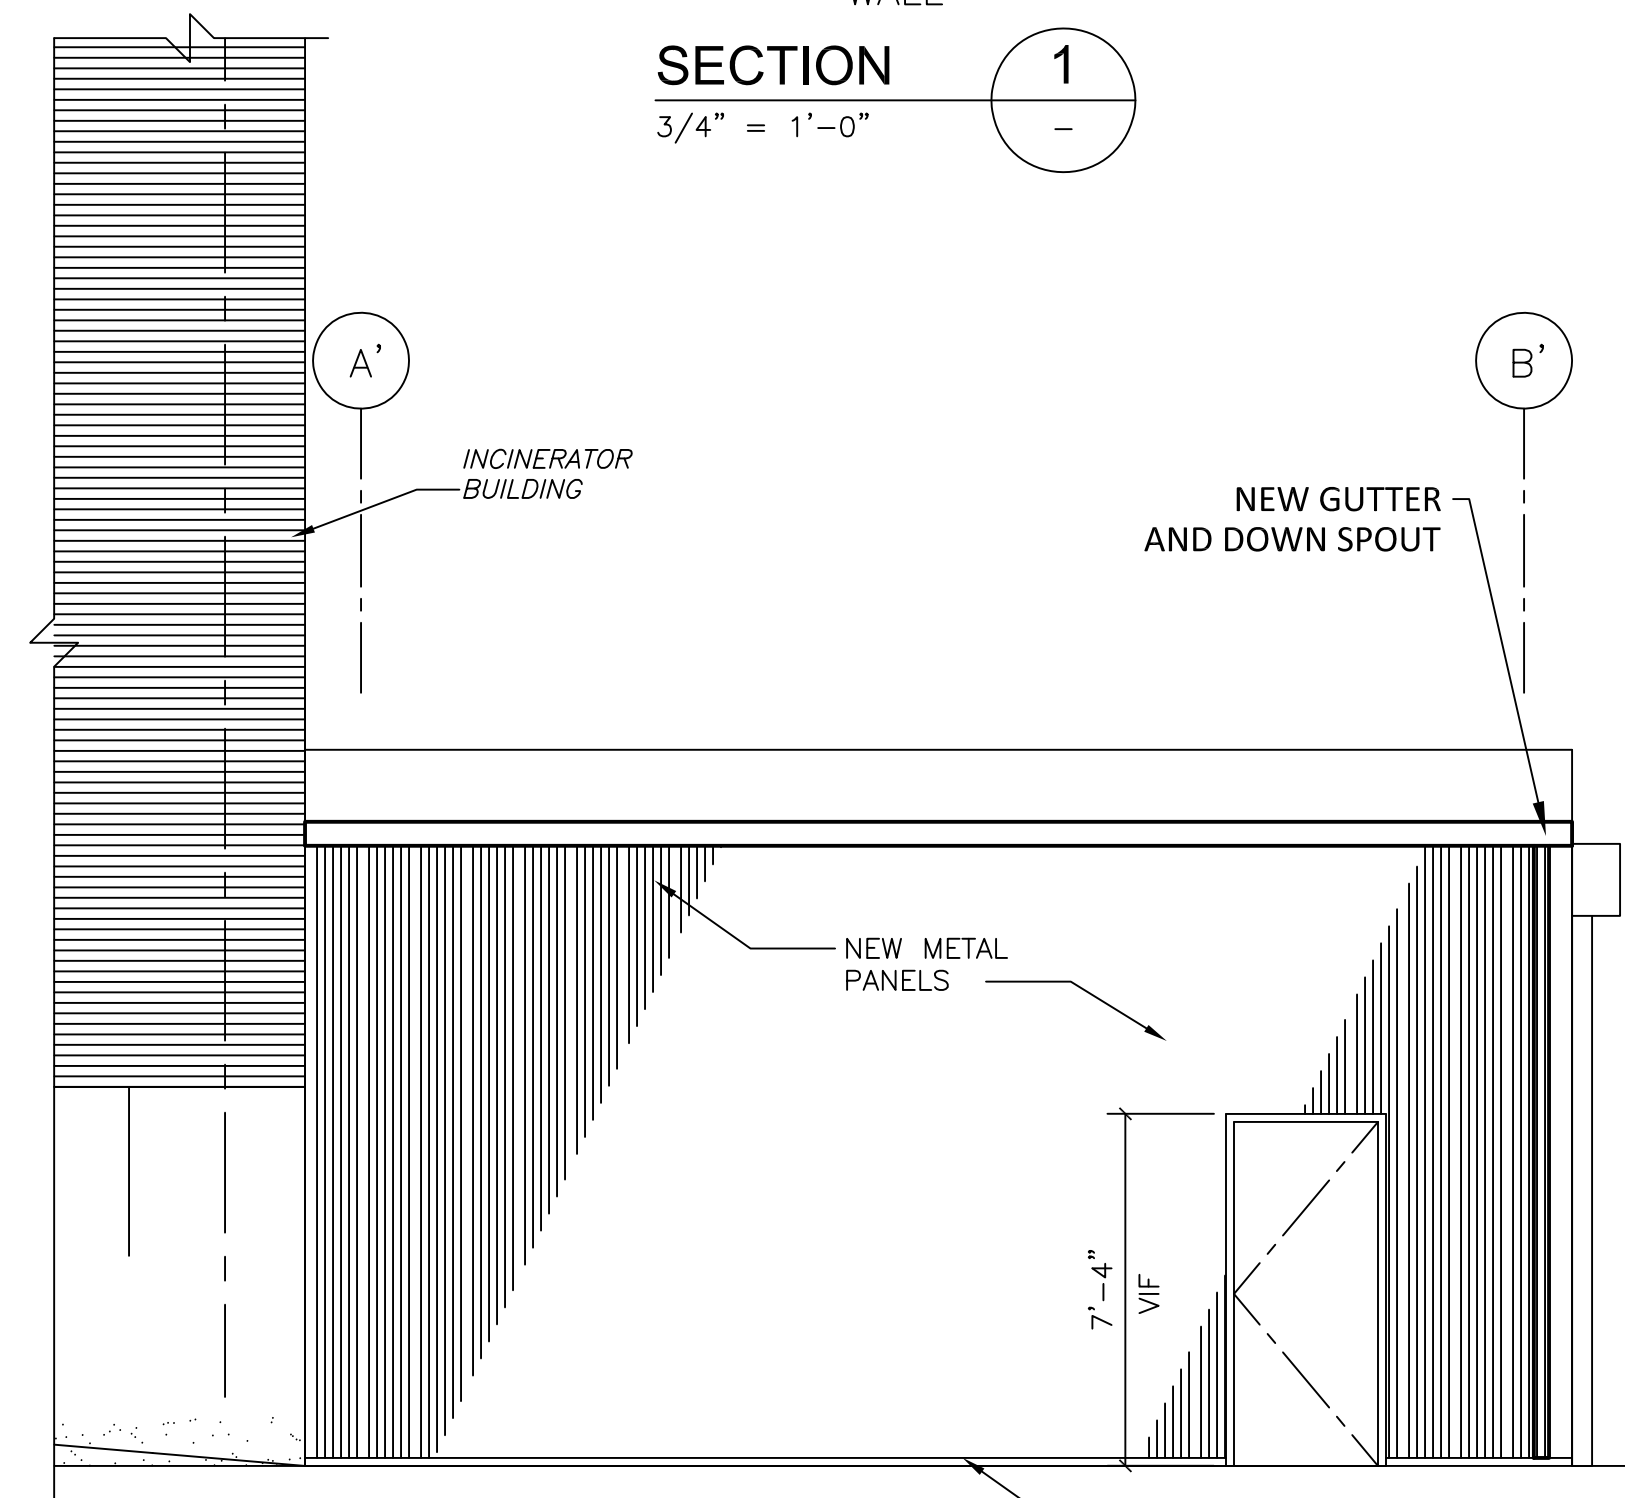 WALL
SECTION
1
3/4" = 1'-0"
-
A'
B'
INCINERATOR
BUILDING
NEW GUTTER
AND DOWN SPOUT
NEW METAL
PANELS
7'-4"
VIF